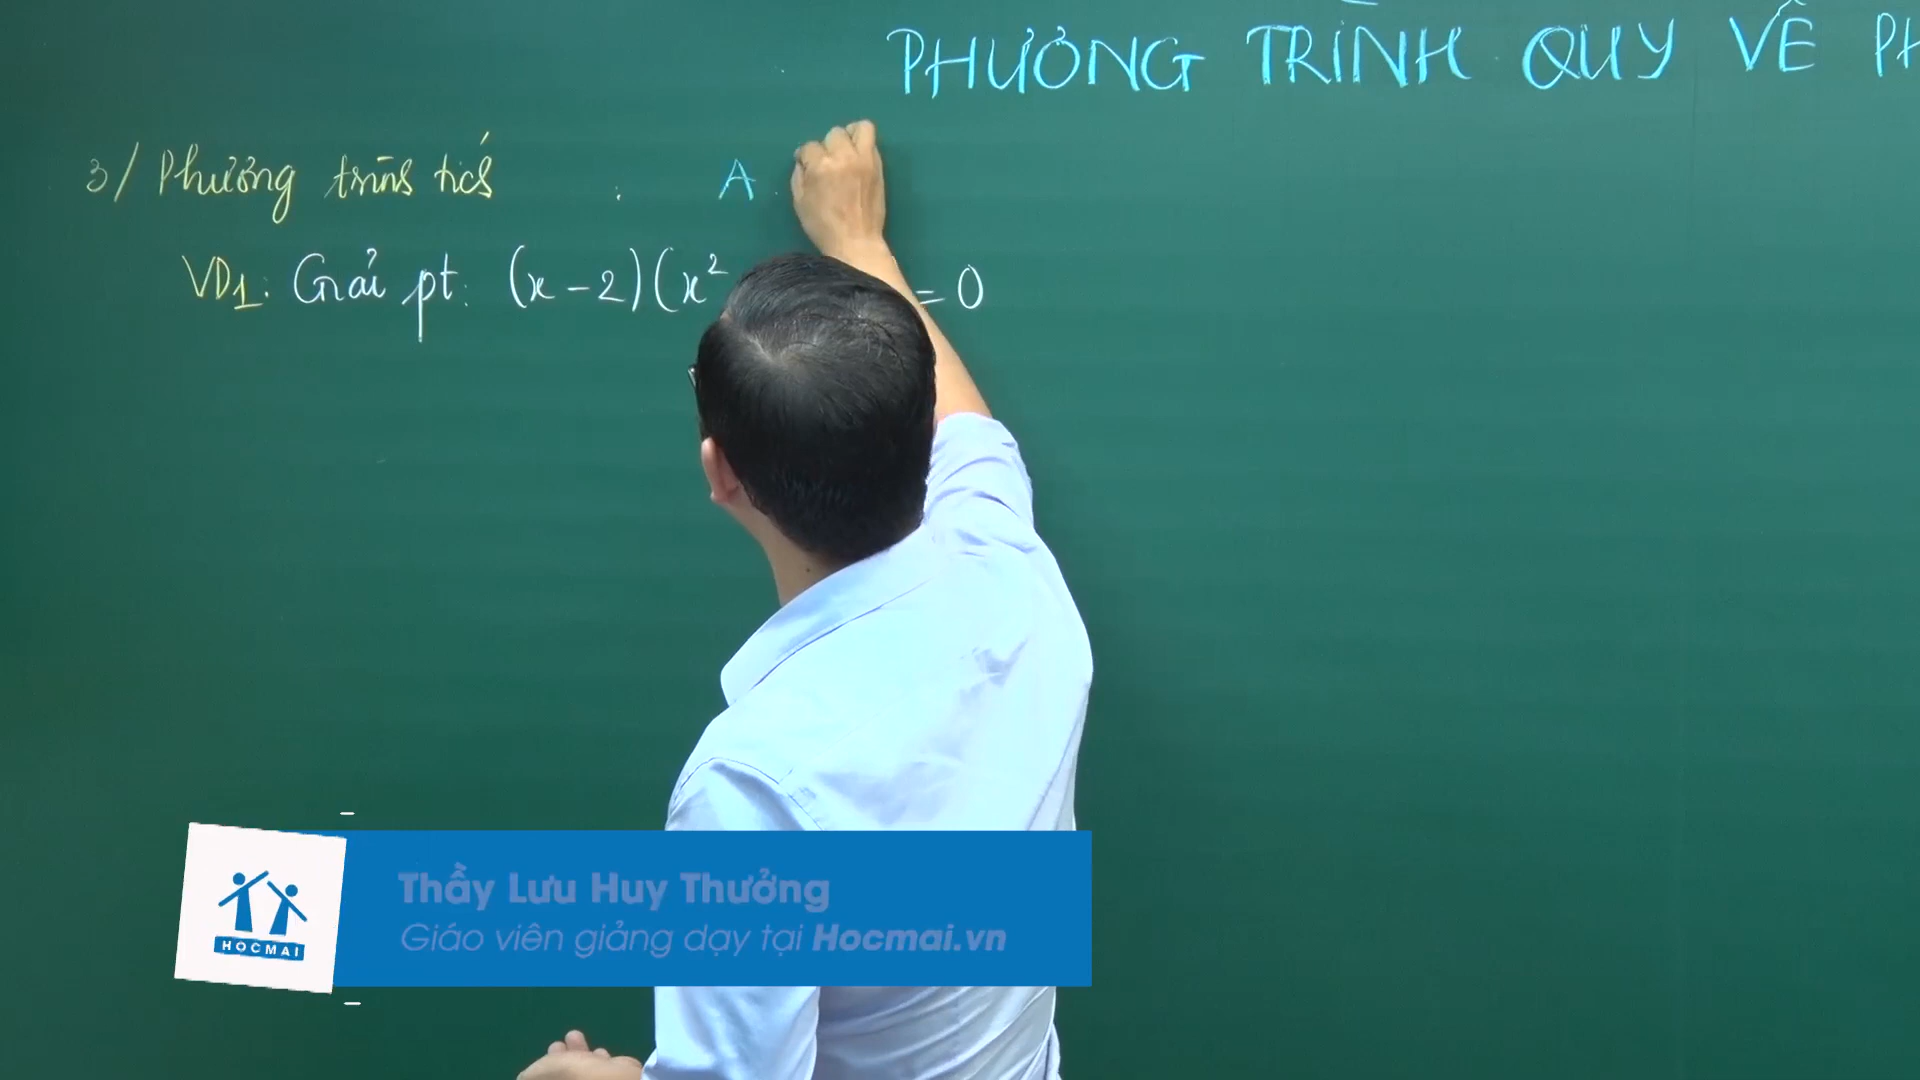 PHƯƠNG TRÌNH QUY VỀ PH
3/ Phương trình tích : A .
VD1: Giải pt: (x - 2)(x² = 0
Thầy Lưu Huy Thưởng
Giáo viên giảng dạy tại Hocmai.vn
HOCMAI